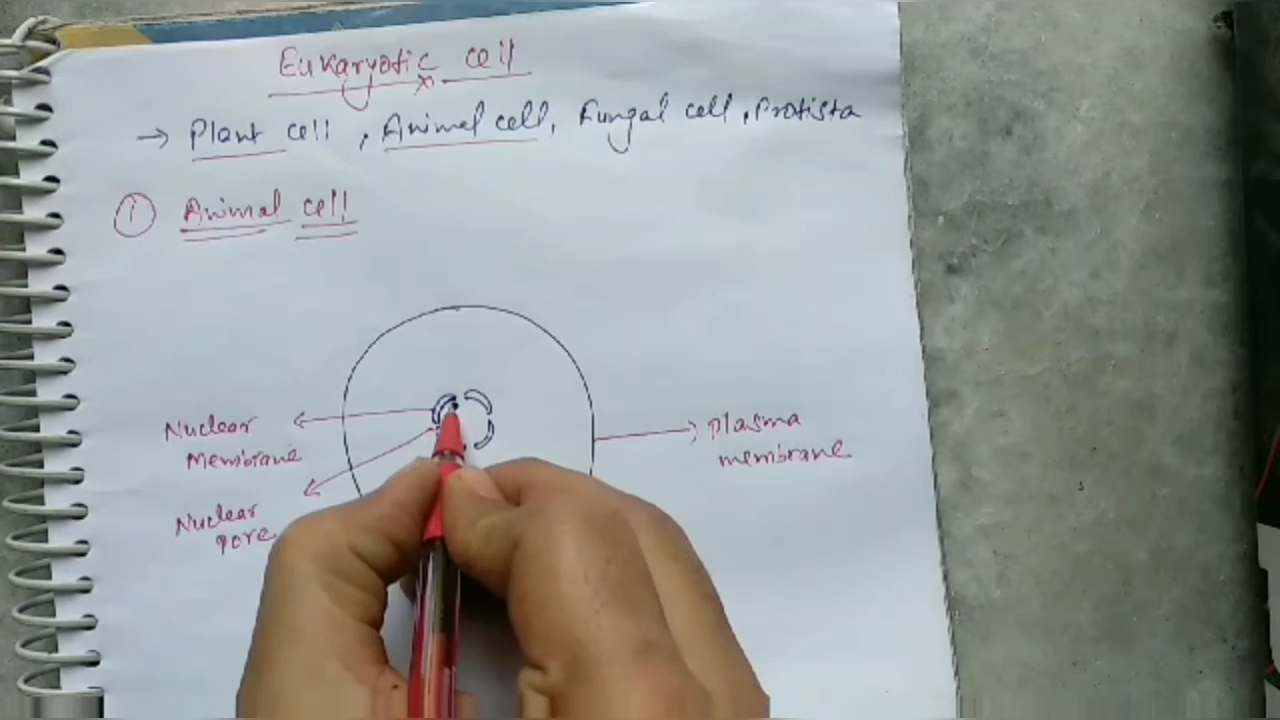 Eukaryotic cell
→ Plant cell, Animal cell, Fungal cell, Protista
① Animal cell
Nuclear
Membrane
Nuclear
pore
Plasma
membrane